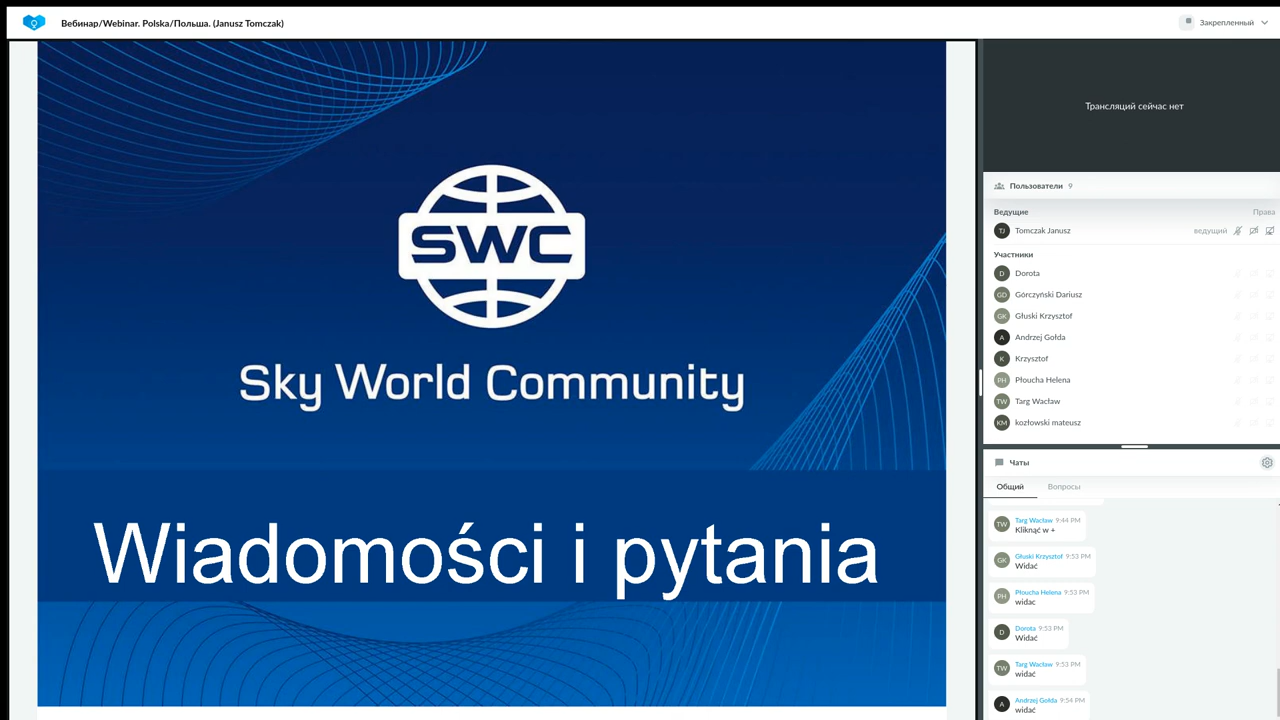 Вебинар/Webinar. Polska/Польша. (Janusz Tomczak)
Закрепленный
SWC
Sky World Community
Wiadomości i pytania
Трансляций сейчас нет
Пользователи 9
Ведущие Права
TJ Tomczak Janusz ведущий
Участники
D Dorota
GD Górczyński Dariusz
GK Głuski Krzysztof
A Andrzej Gołda
K Krzysztof
PH Płoucha Helena
TW Targ Wacław
KM kozłowski mateusz
Чаты
Общий Вопросы
TW Targ Wacław 9:44 PM
Kliknąć w +
GK Głuski Krzysztof 9:53 PM
Widać
PH Płoucha Helena 9:53 PM
widac
D Dorota 9:53 PM
Widać
TW Targ Wacław 9:53 PM
widać
A Andrzej Gołda 9:54 PM
widać